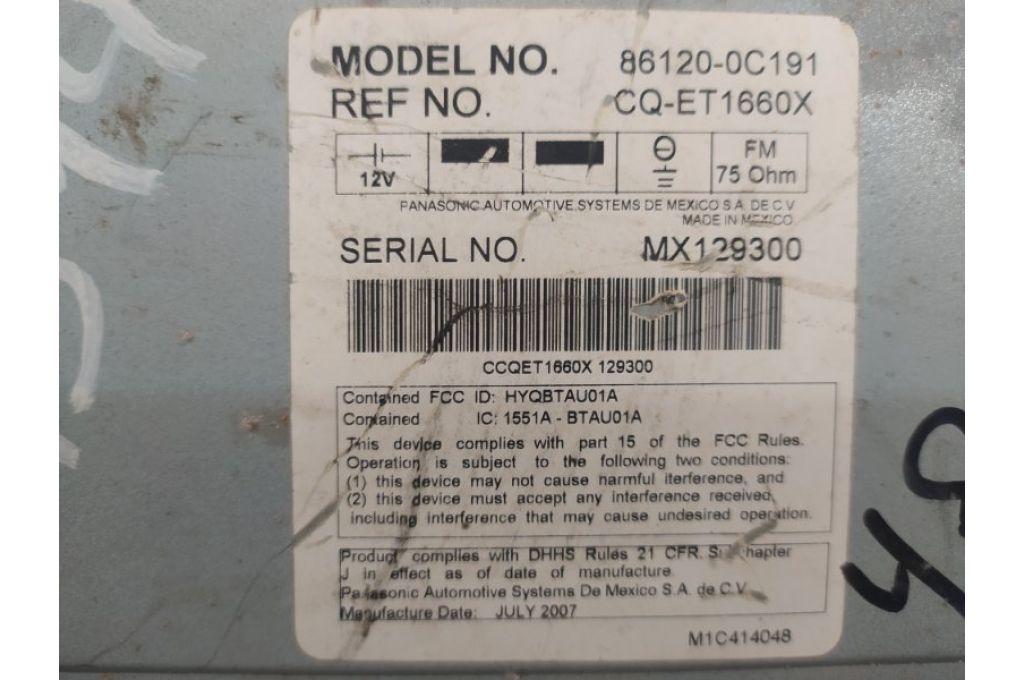 MODEL NO. 86120-0C191
REF NO. CQ-ET1660X
12V
FM
75 Ohm
PANASONIC AUTOMOTIVE SYSTEMS DE MEXICO S.A. DE C.V
MADE IN MEXICO
SERIAL NO. MX129300
CCQET1660X 129300
Contained FCC ID: HYQBTAU01A
Contained IC: 1551A - BTAU01A
This device complies with part 15 of the FCC Rules.
Operation is subject to the following two conditions:
(1) this device may not cause harmful iterference, and
(2) this device must accept any interference received,
including interference that may cause undesired operation.
Product complies with DHHS Rules 21 CFR. Subchapter
J in effect as of date of manufacture.
Panasonic Automotive Systems De Mexico S.A. de C.V.
Manufacture Date: JULY 2007
M1C414048